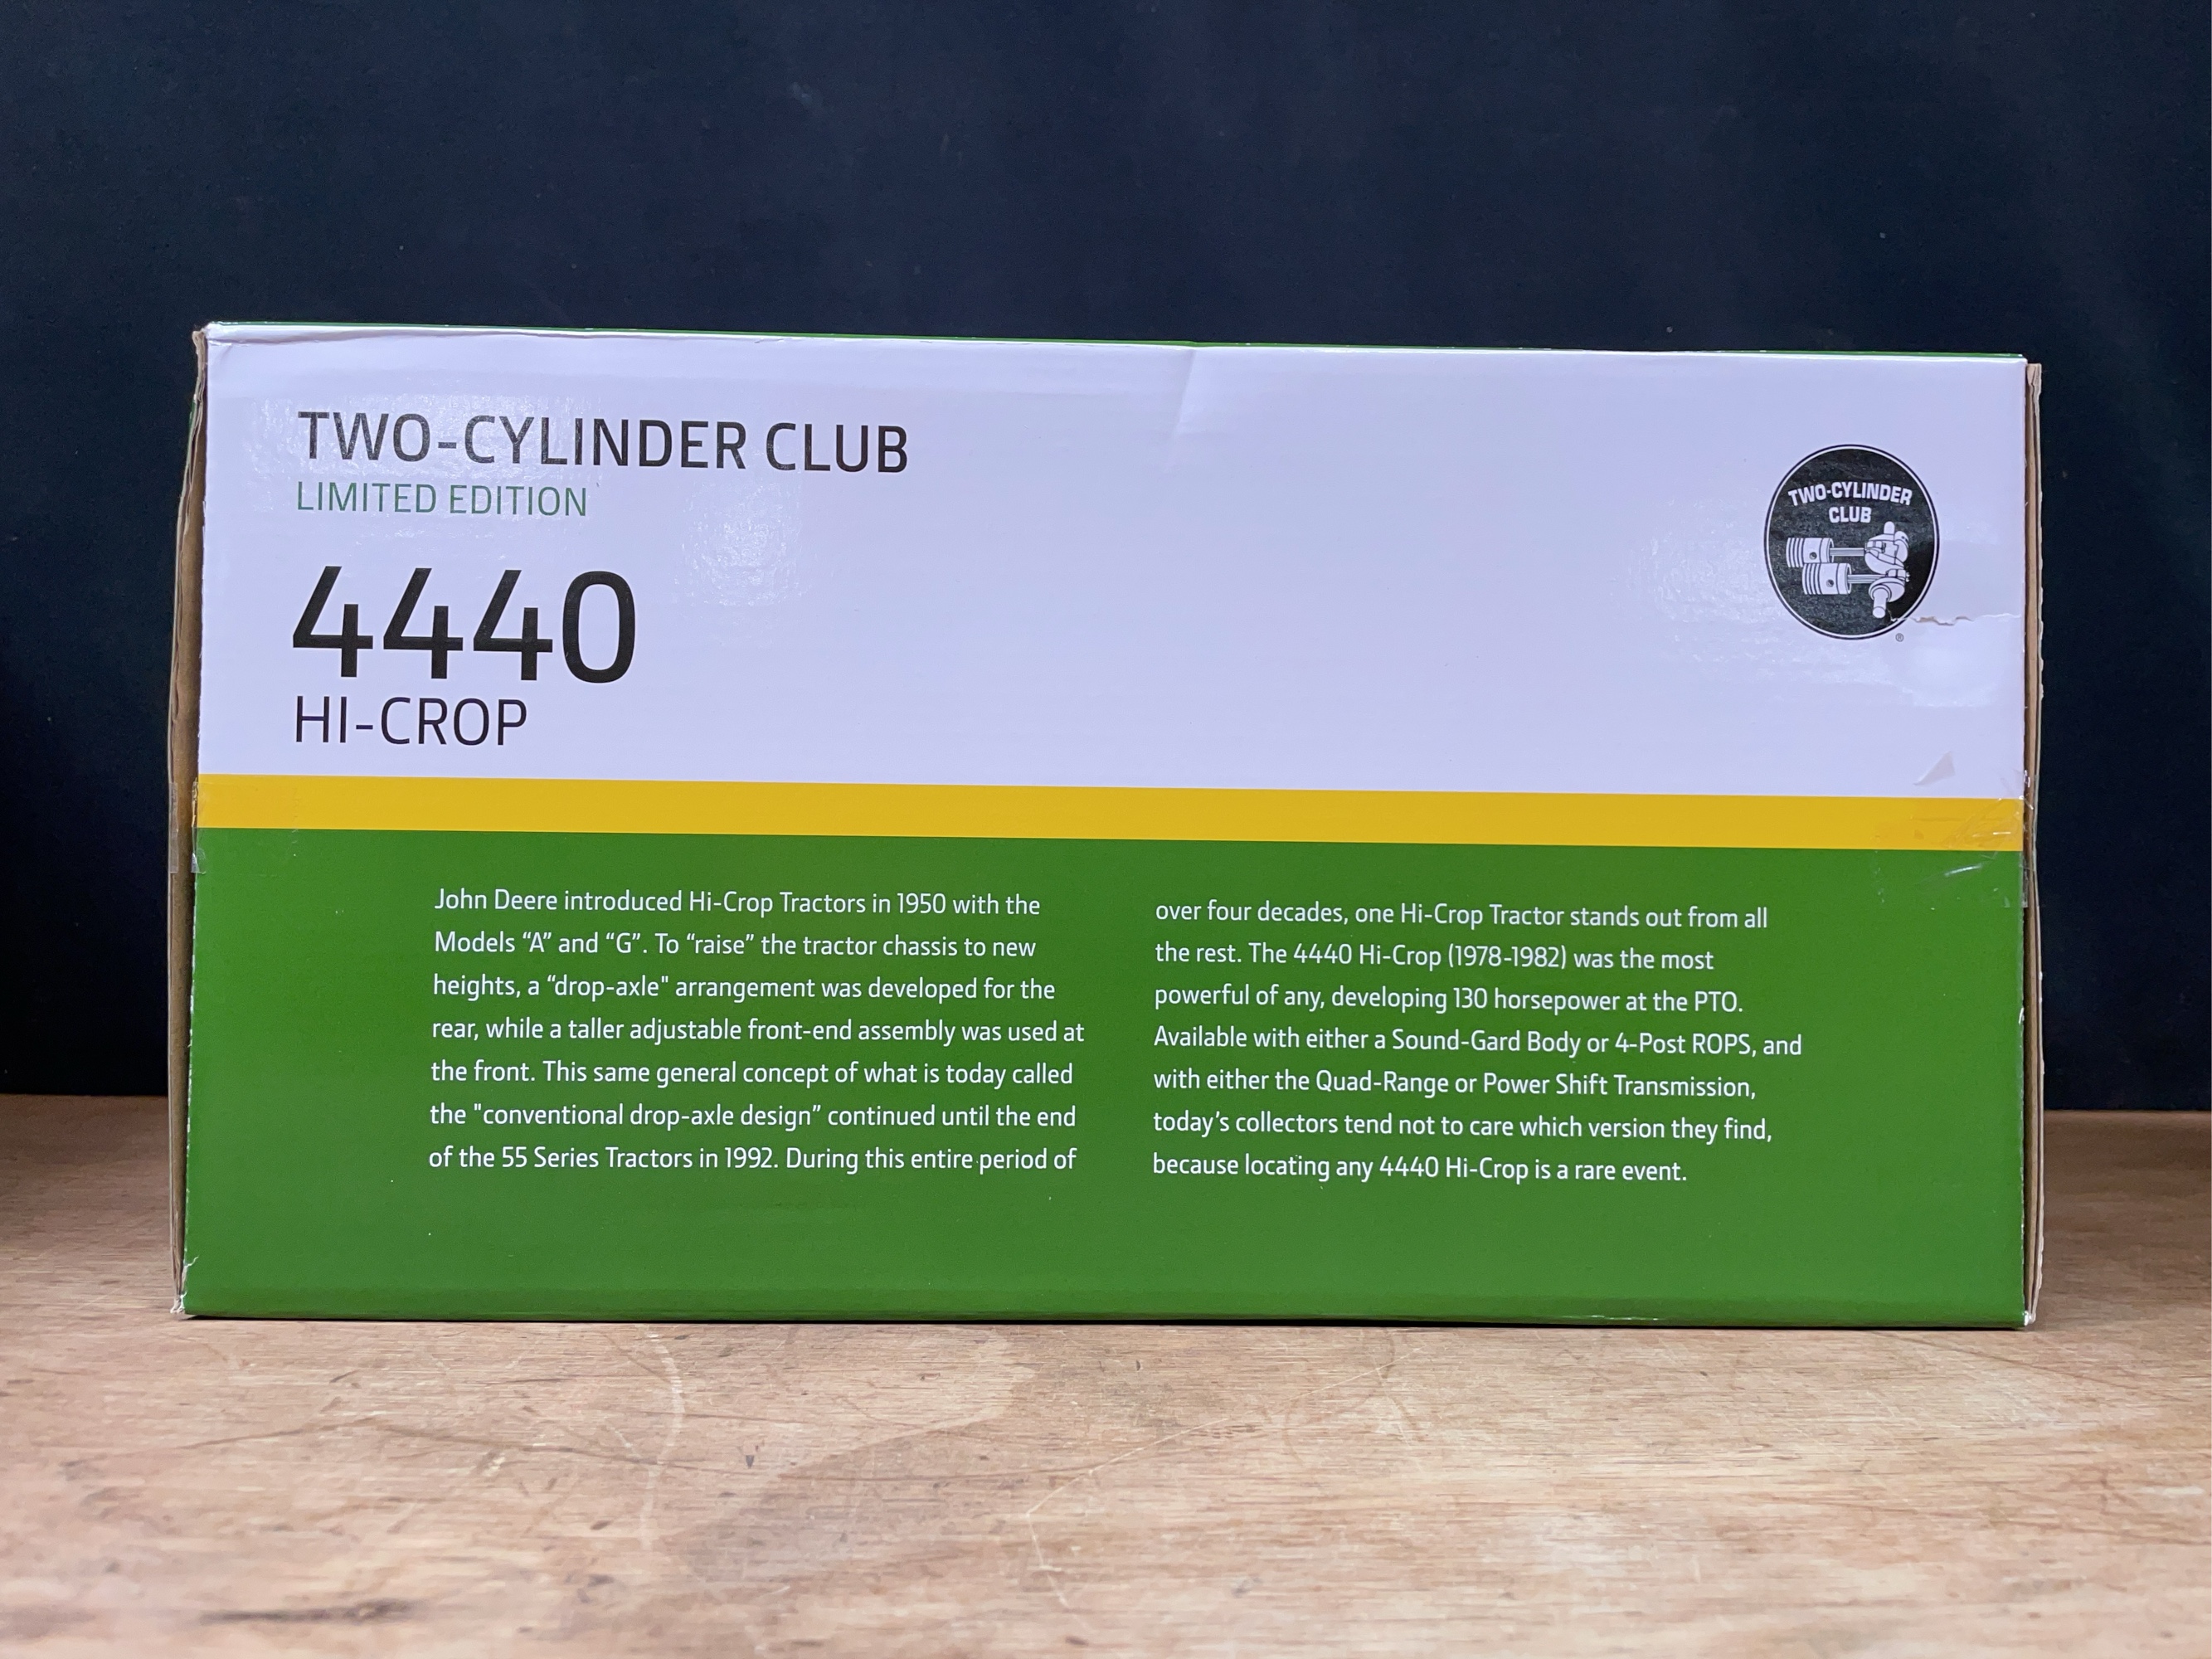 TWO-CYLINDER CLUB
LIMITED EDITION
4440
HI-CROP
TWO-CYLINDER
CLUB
®
John Deere introduced Hi-Crop Tractors in 1950 with the
Models “A” and “G”. To “raise” the tractor chassis to new
heights, a “drop-axle" arrangement was developed for the
rear, while a taller adjustable front-end assembly was used at
the front. This same general concept of what is today called
the "conventional drop-axle design” continued until the end
of the 55 Series Tractors in 1992. During this entire period of
over four decades, one Hi-Crop Tractor stands out from all
the rest. The 4440 Hi-Crop (1978-1982) was the most
powerful of any, developing 130 horsepower at the PTO.
Available with either a Sound-Gard Body or 4-Post ROPS, and
with either the Quad-Range or Power Shift Transmission,
today’s collectors tend not to care which version they find,
because locating any 4440 Hi-Crop is a rare event.